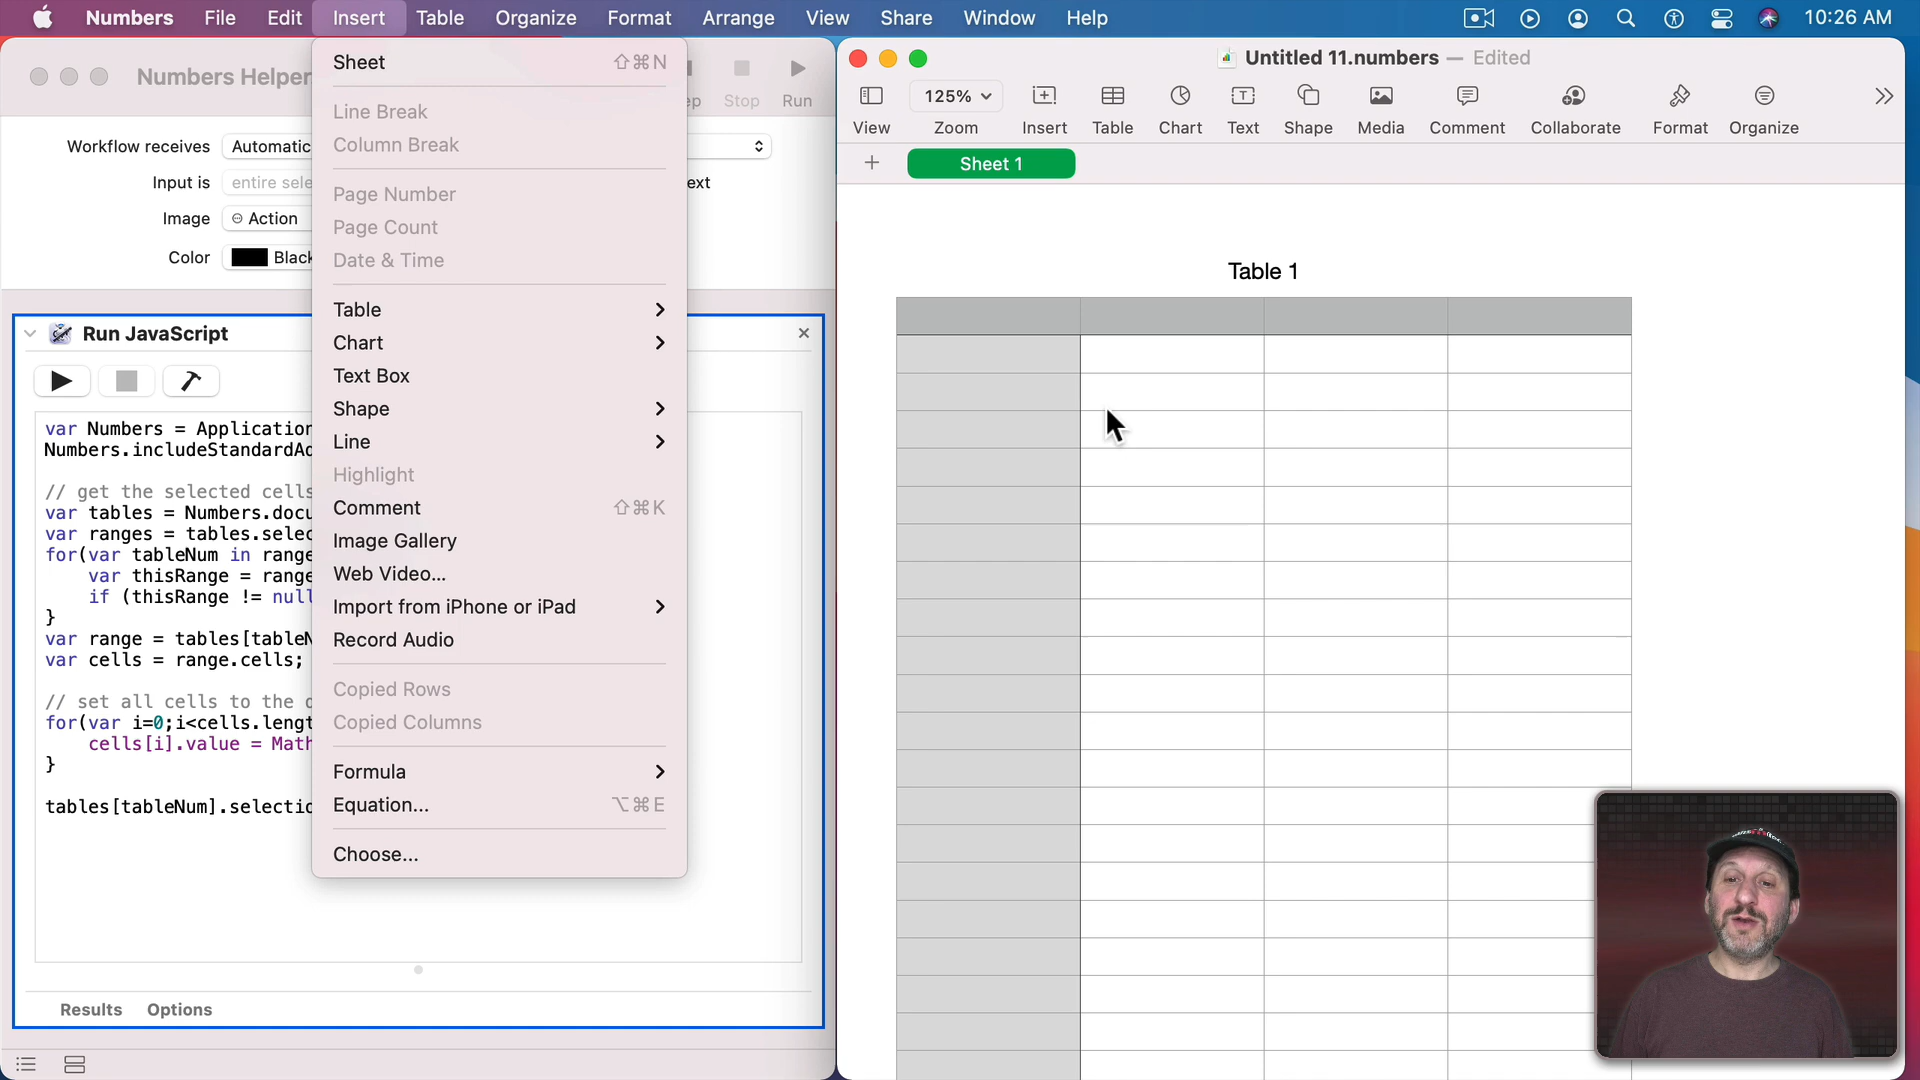 Numbers File Edit Insert Table Organize Format Arrange View Share Window Help 10:26 AM
Numbers Helper
Stop Run
Workflow receives Automatic
Input is entire sele
ext
Image Action
Color Black
Run JavaScript
var Numbers = Application
Numbers.includeStandardAd
// get the selected cells
var tables = Numbers.docu
var ranges = tables.selec
for(var tableNum in range
var thisRange = range
if (thisRange != null
}
var range = tables[tableN
var cells = range.cells;
// set all cells to the
for(var i=0;i<cells.lengt
cells[i].value = Math
}
tables[tableNum].selectio
Results Options
Sheet ⇧⌘N
Line Break
Column Break
Page Number
Page Count
Date & Time
Table
Chart
Text Box
Shape
Line
Highlight
Comment ⇧⌘K
Image Gallery
Web Video...
Import from iPhone or iPad
Record Audio
Copied Rows
Copied Columns
Formula
Equation... ⌥⌘E
Choose...
Untitled 11.numbers — Edited
125%
View Zoom Insert Table Chart Text Shape Media Comment Collaborate Format Organize
+ Sheet 1
Table 1